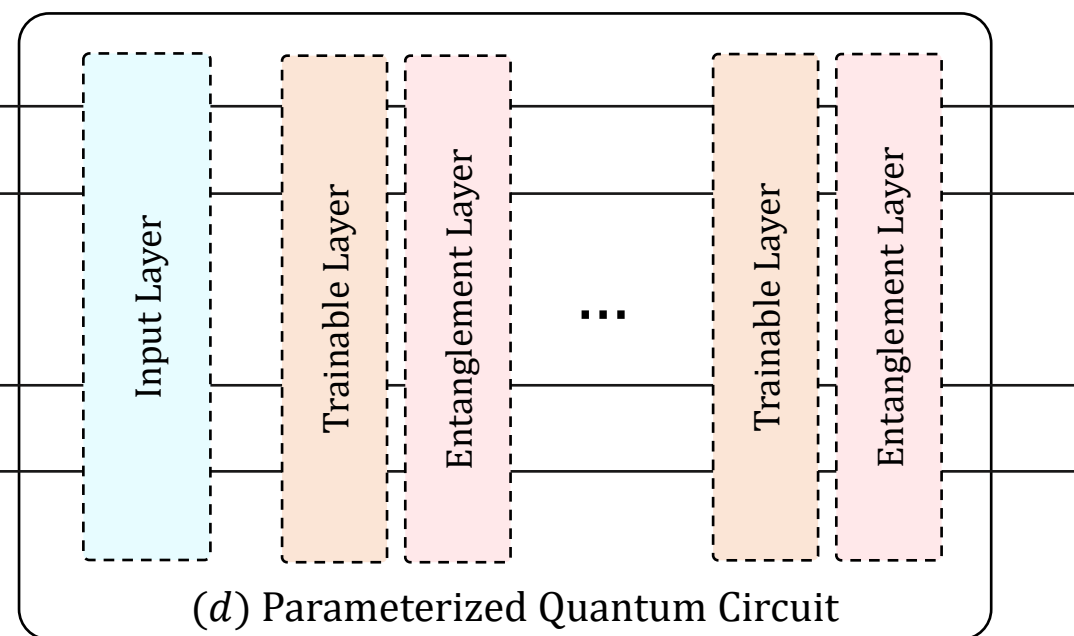 Input Layer
Trainable Layer
Entanglement Layer
...
Trainable Layer
Entanglement Layer
(d) Parameterized Quantum Circuit